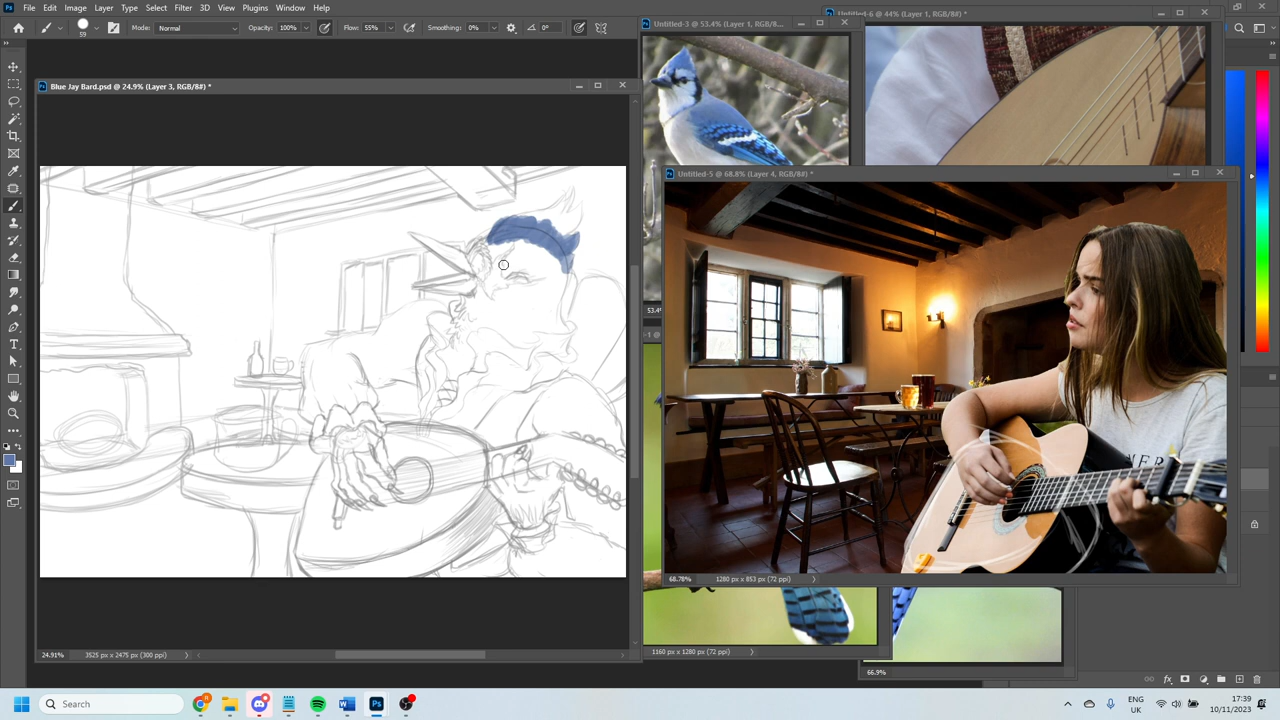 File Edit Image Layer Type Select Filter 3D View Plugins Window Help
Mode: Normal Opacity: 100% Flow: 55% Smoothing: 0% 0°
Untitled-3 @ 53.4% (Layer 1, RGB/8...
Untitled-6 @ 44% (Layer 1, RGB/8#) *
Blue Jay Bard.psd @ 24.9% (Layer 3, RGB/8#) *
Untitled-5 @ 68.8% (Layer 4, RGB/8#) *
53.4%
68.78% 1280 px x 853 px (72 ppi)
24.91% 3525 px x 2475 px (300 ppi)
1160 px x 1280 px (72 ppi)
66.9%
Search
ENG
UK
17:39
10/11/2023